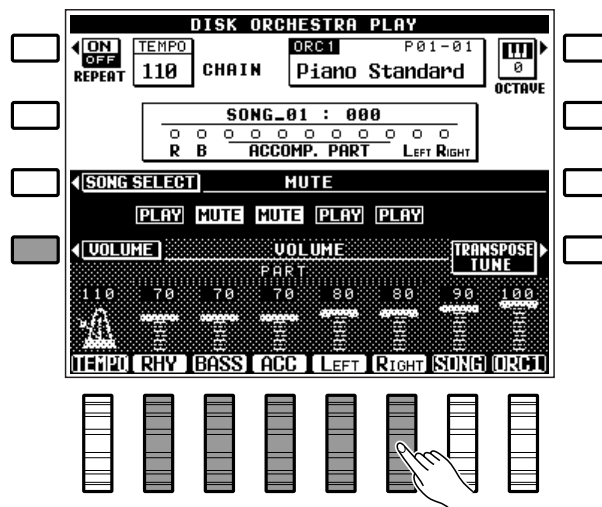 DISK ORCHESTRA PLAY
ON TEMPO ORC1 P01-01
OFF 110 CHAIN Piano Standard 0
REPEAT OCTAVE
SONG_01 : 000
R B ACCOMP. PART LEFT RIGHT
SONG SELECT MUTE
PLAY MUTE MUTE PLAY PLAY
VOLUME VOLUME TRANSPOSE
PART TUNE
110 70 70 70 80 80 90 100
TEMPO RHY BASS ACC LEFT RIGHT SONG ORC1